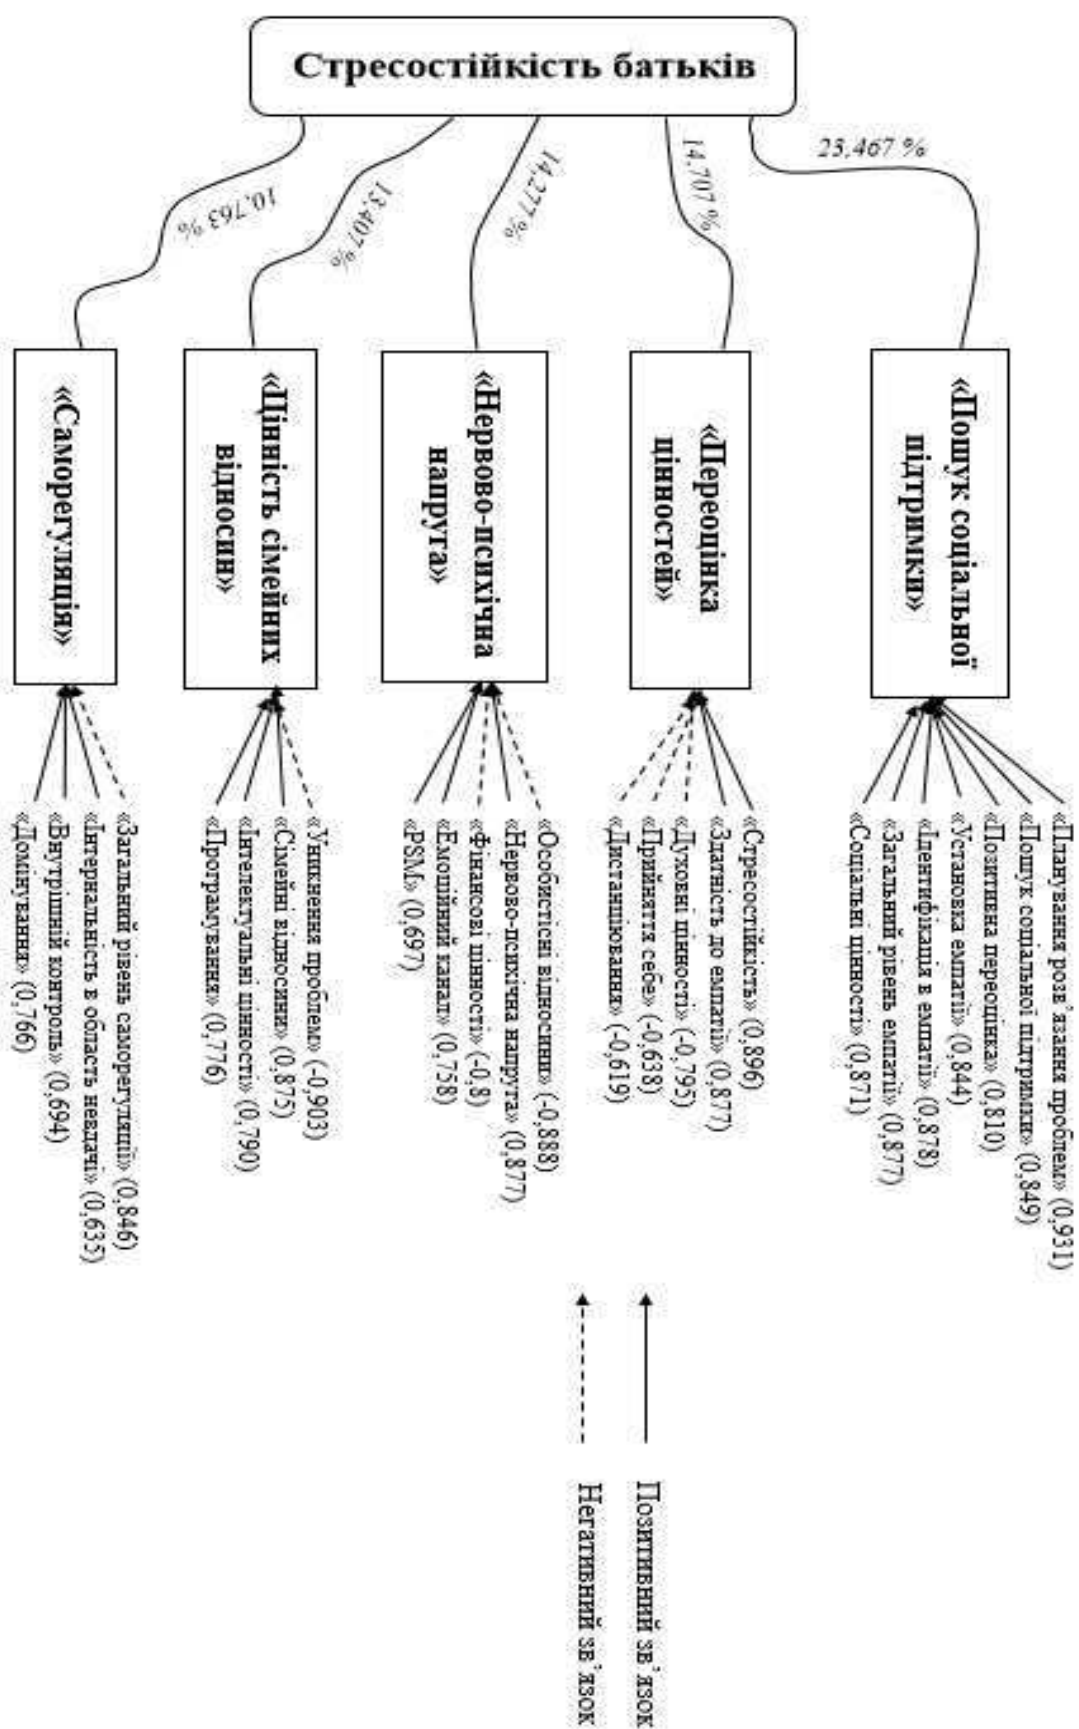 Стресостійкість батьків
23,467 %
14,707 %
14,277 %
13,407 %
10,763 %
«Пошук соціальної
підтримки»
«Планування розв’язання проблем» (0,931)
«Пошук соціальної підтримки» (0,849)
«Позитивна переоцінка» (0,810)
«Установка емпатії» (0,844)
«Ідентифікація в емпатії» (0,878)
«Загальний рівень емпатії» (0,877)
«Соціальні цінності» (0,871)
«Переоцінка
цінностей»
«Стресостійкість» (0,896)
«Здатність до емпатії» (0,877)
«Духовні цінності» (-0,795)
«Прийняття себе» (-0,638)
«Дистанціювання» (-0,619)
«Нервово-психічна
напруга»
«Особистісні відносини» (-0,888)
«Нервово-психічна напруга» (0,877)
«Фінансові цінності» (-0,8)
«Емоційний канал» (0,758)
«PSM» (0,697)
«Цінність сімейних
відносин»
«Уникнення проблем» (-0,903)
«Сімейні відносини» (0,875)
«Інтелектуальні цінності» (0,790)
«Програмування» (0,776)
«Саморегуляція»
«Загальний рівень саморегуляції» (0,846)
«Інтернальність в область невдачі» (0,635)
«Внутрішній контроль» (0,694)
«Домінування» (0,766)
Позитивний зв’язок
Негативний зв’язок